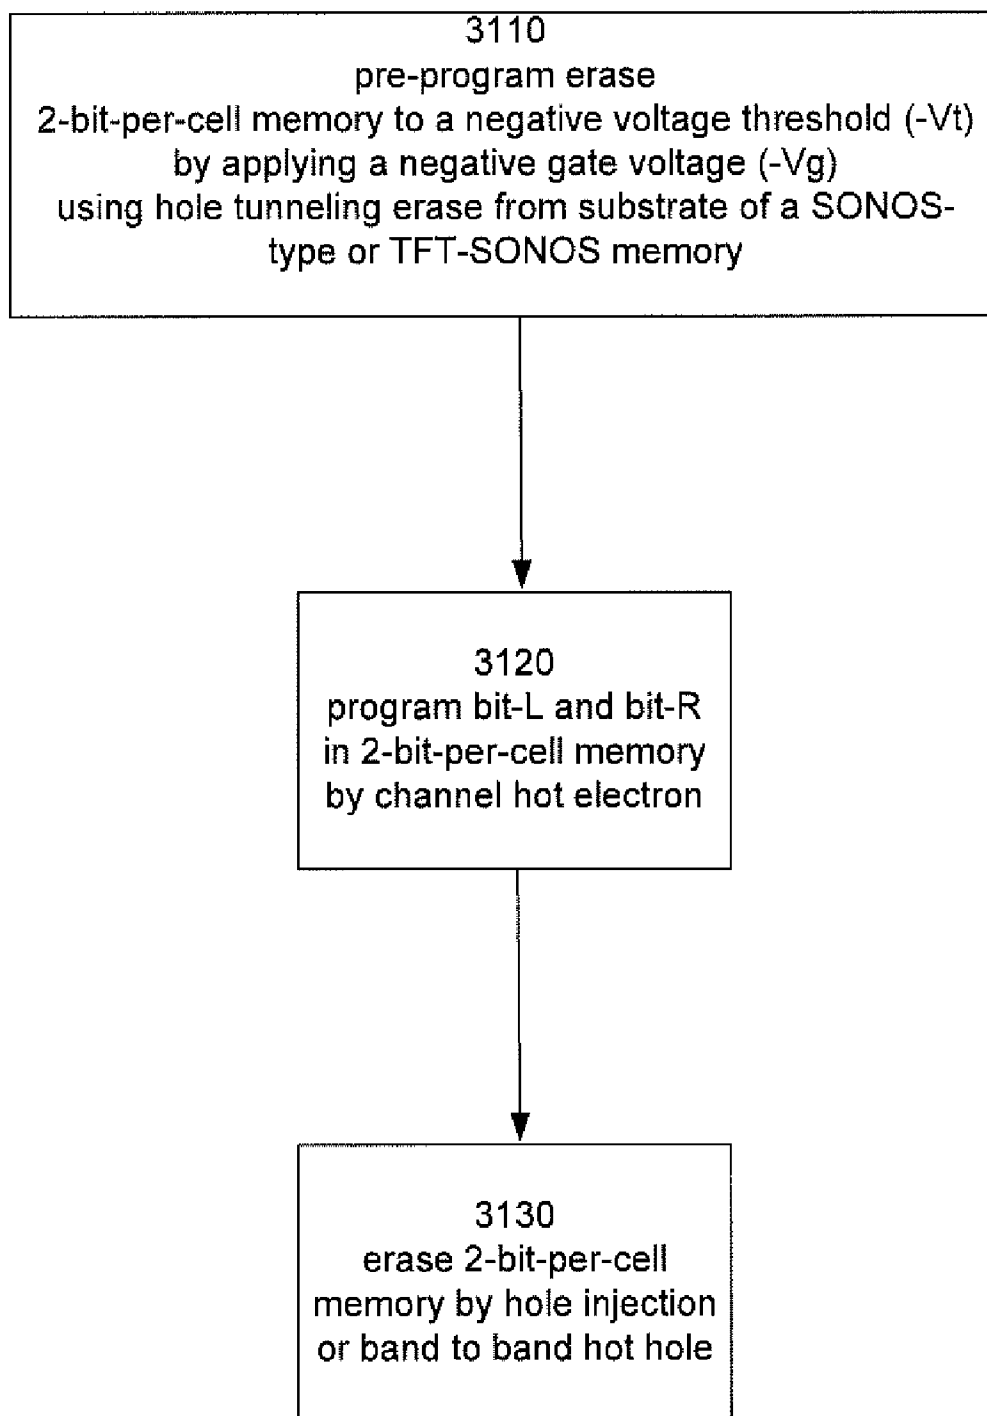 3110
pre-program erase
2-bit-per-cell memory to a negative voltage threshold (-Vt)
by applying a negative gate voltage (-Vg)
using hole tunneling erase from substrate of a SONOS-
type or TFT-SONOS memory
3120
program bit-L and bit-R
in 2-bit-per-cell memory
by channel hot electron
3130
erase 2-bit-per-cell
memory by hole injection
or band to band hot hole